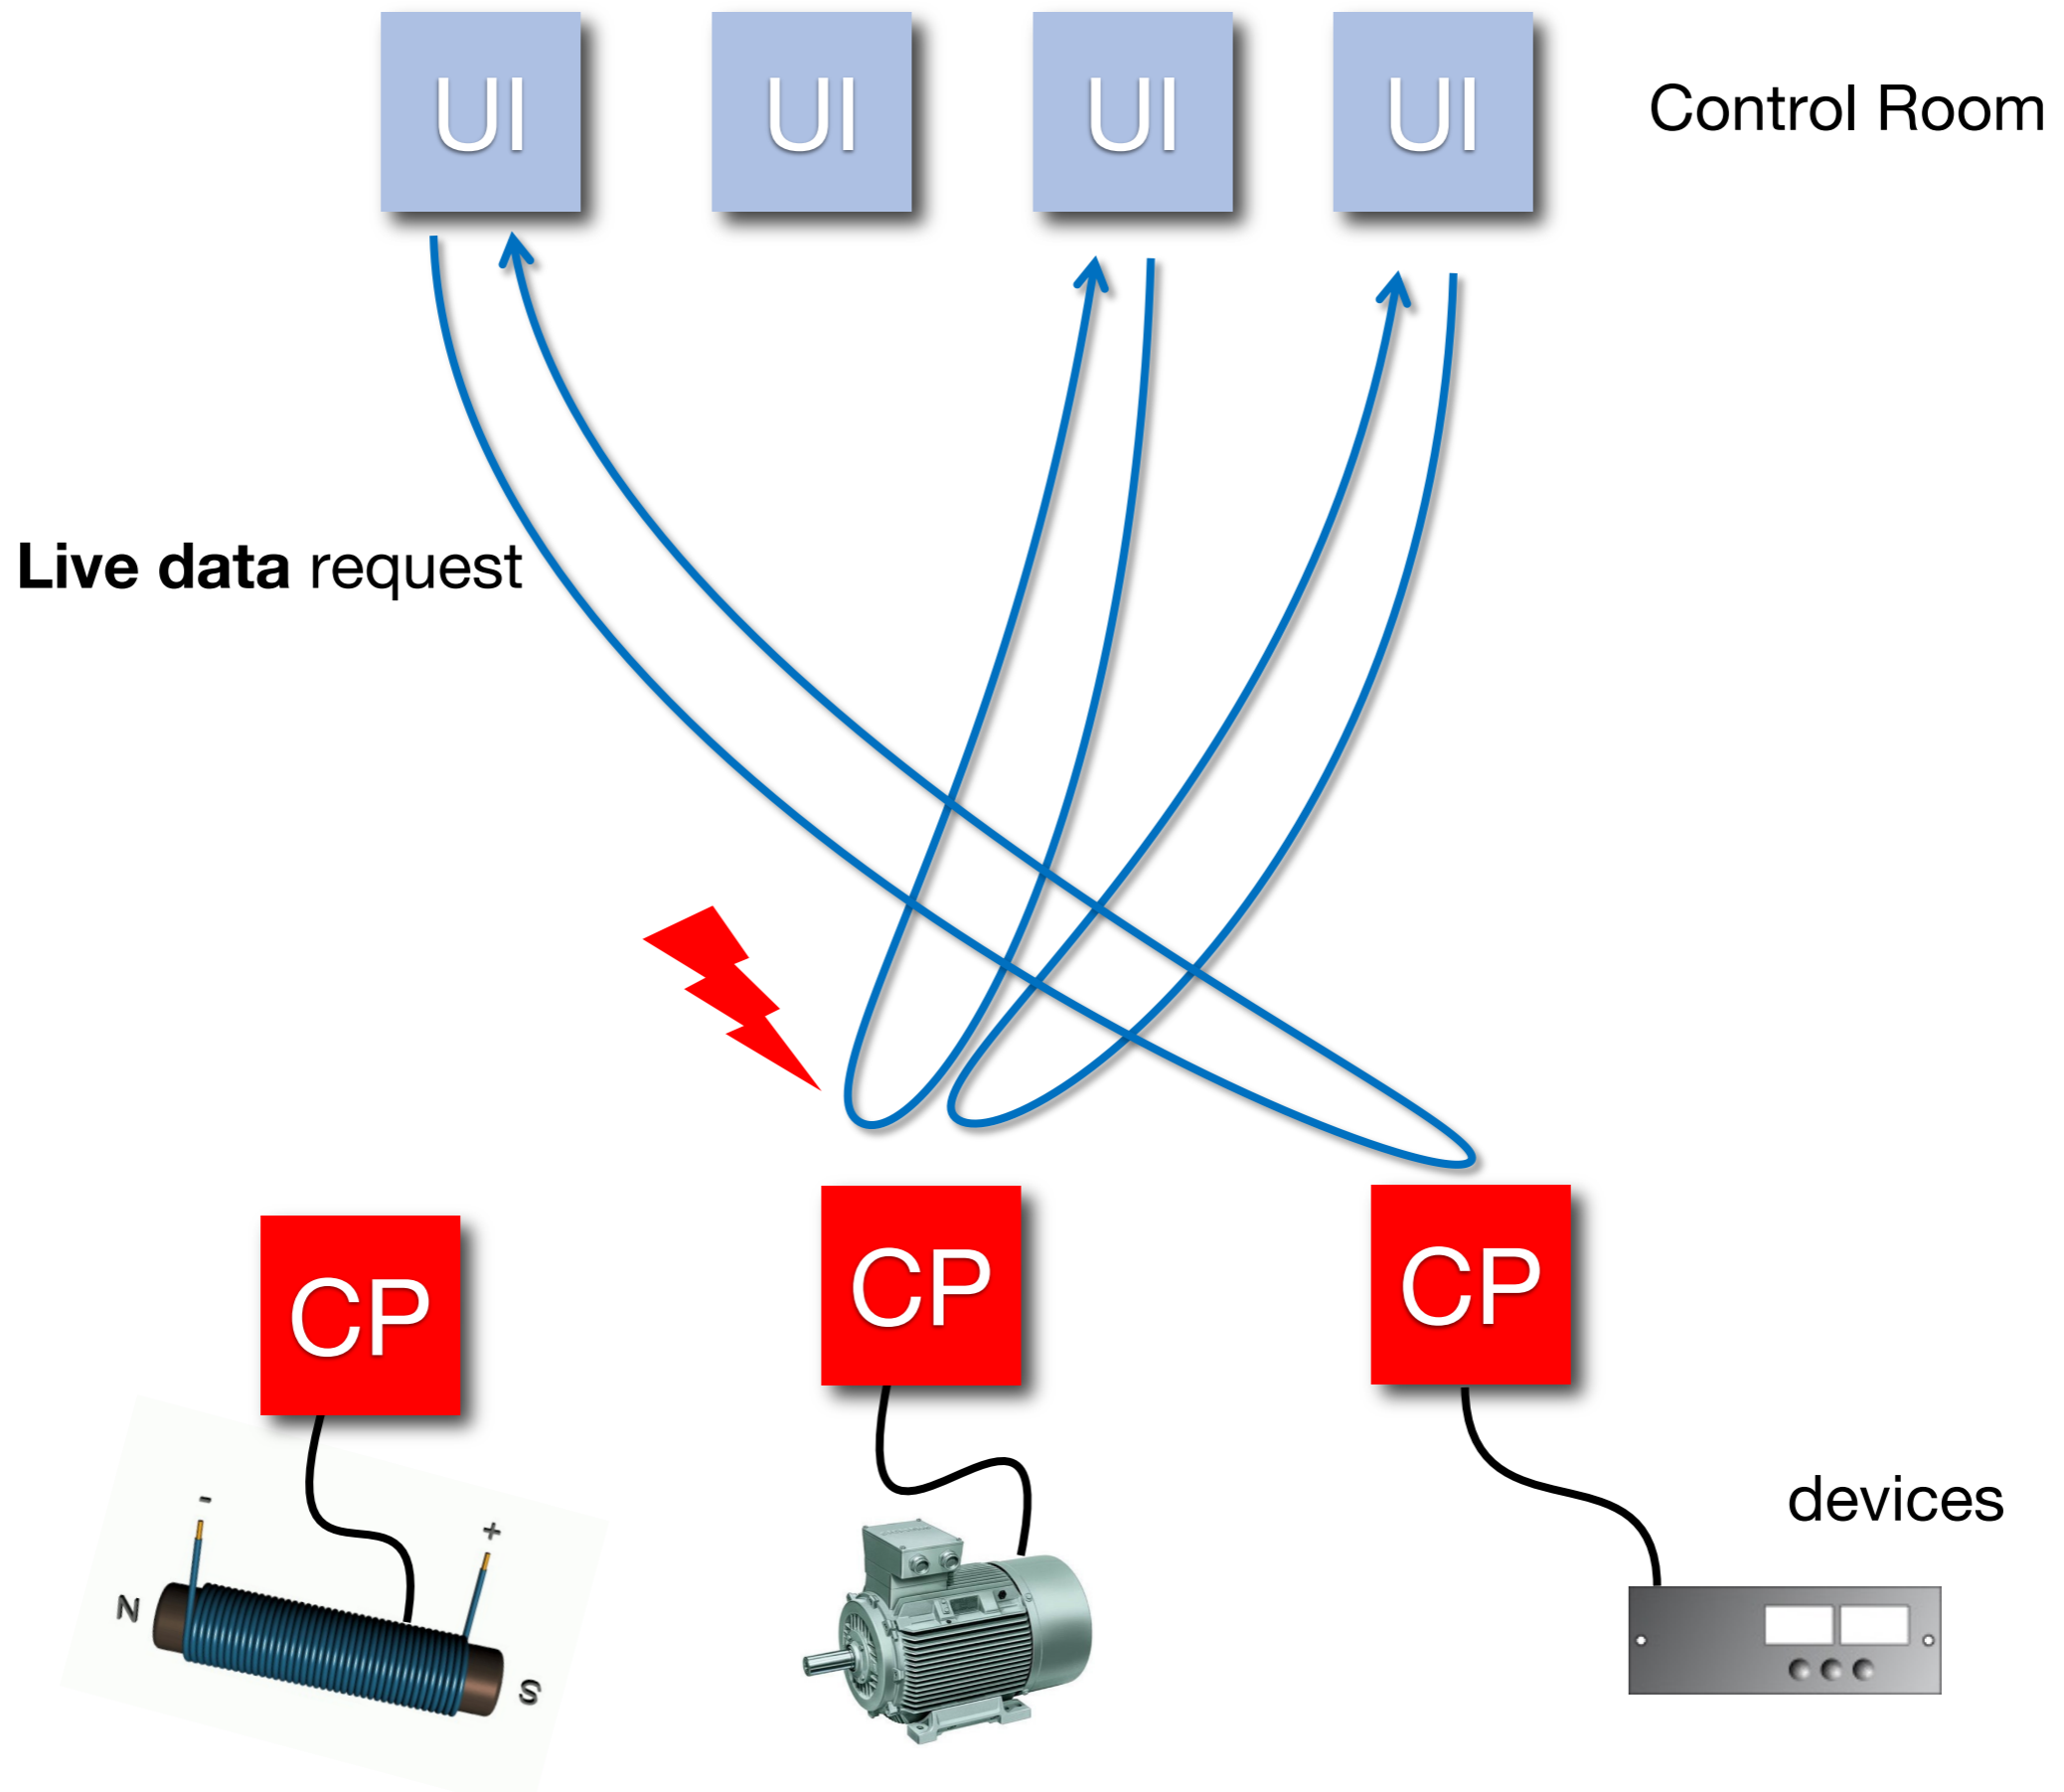 UI UI UI UI Control Room
Live data request
CP CP CP
devices
- +
N S